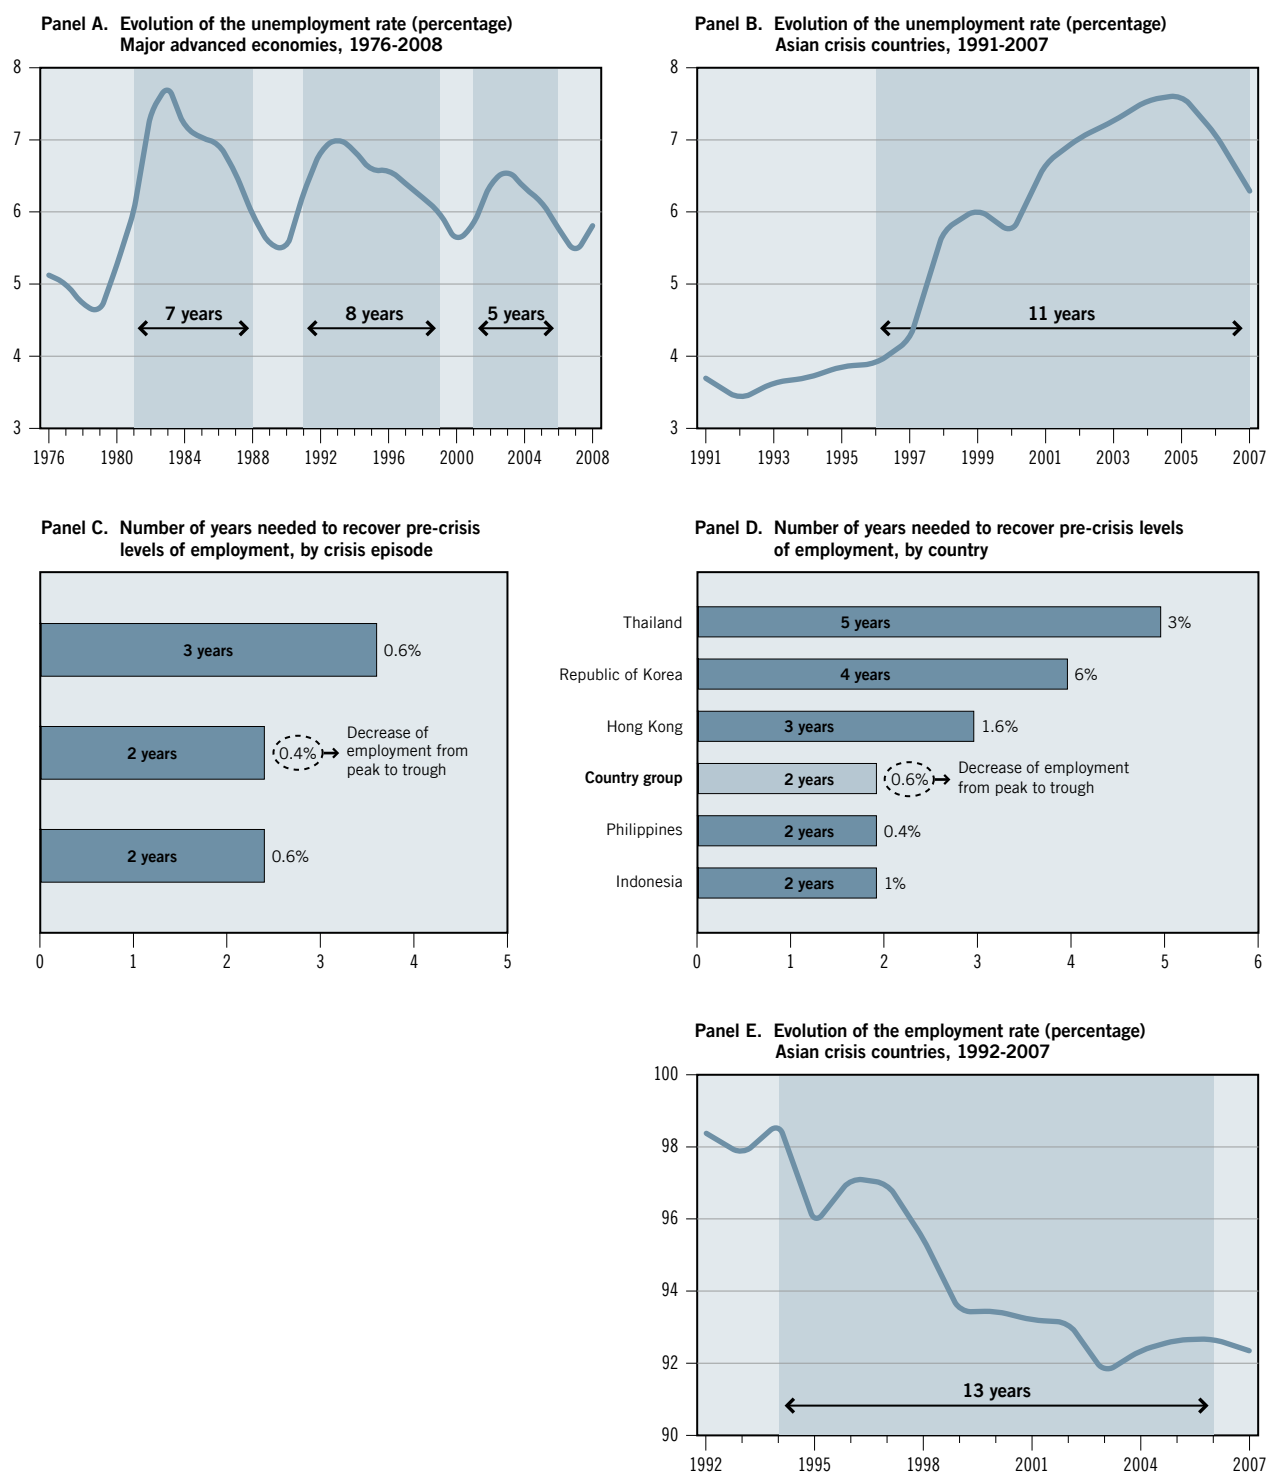 Panel A. Evolution of the unemployment rate (percentage)
Major advanced economies, 1976-2008
8
7
6
5
4
3
7 years
8 years
5 years
1976 1980 1984 1988 1992 1996 2000 2004 2008
Panel B. Evolution of the unemployment rate (percentage)
Asian crisis countries, 1991-2007
8
7
6
5
4
3
11 years
1991 1993 1995 1997 1999 2001 2003 2005 2007
Panel C. Number of years needed to recover pre-crisis
levels of employment, by crisis episode
3 years 0.6%
2 years 0.4%
Decrease of
employment from
peak to trough
2 years 0.6%
0 1 2 3 4 5
Panel D. Number of years needed to recover pre-crisis levels
of employment, by country
Thailand 5 years 3%
Republic of Korea 4 years 6%
Hong Kong 3 years 1.6%
Country group 2 years 0.6%
Decrease of employment
from peak to trough
Philippines 2 years 0.4%
Indonesia 2 years 1%
0 1 2 3 4 5 6
Panel E. Evolution of the employment rate (percentage)
Asian crisis countries, 1992-2007
100
98
96
94
92
90
13 years
1992 1995 1998 2001 2004 2007